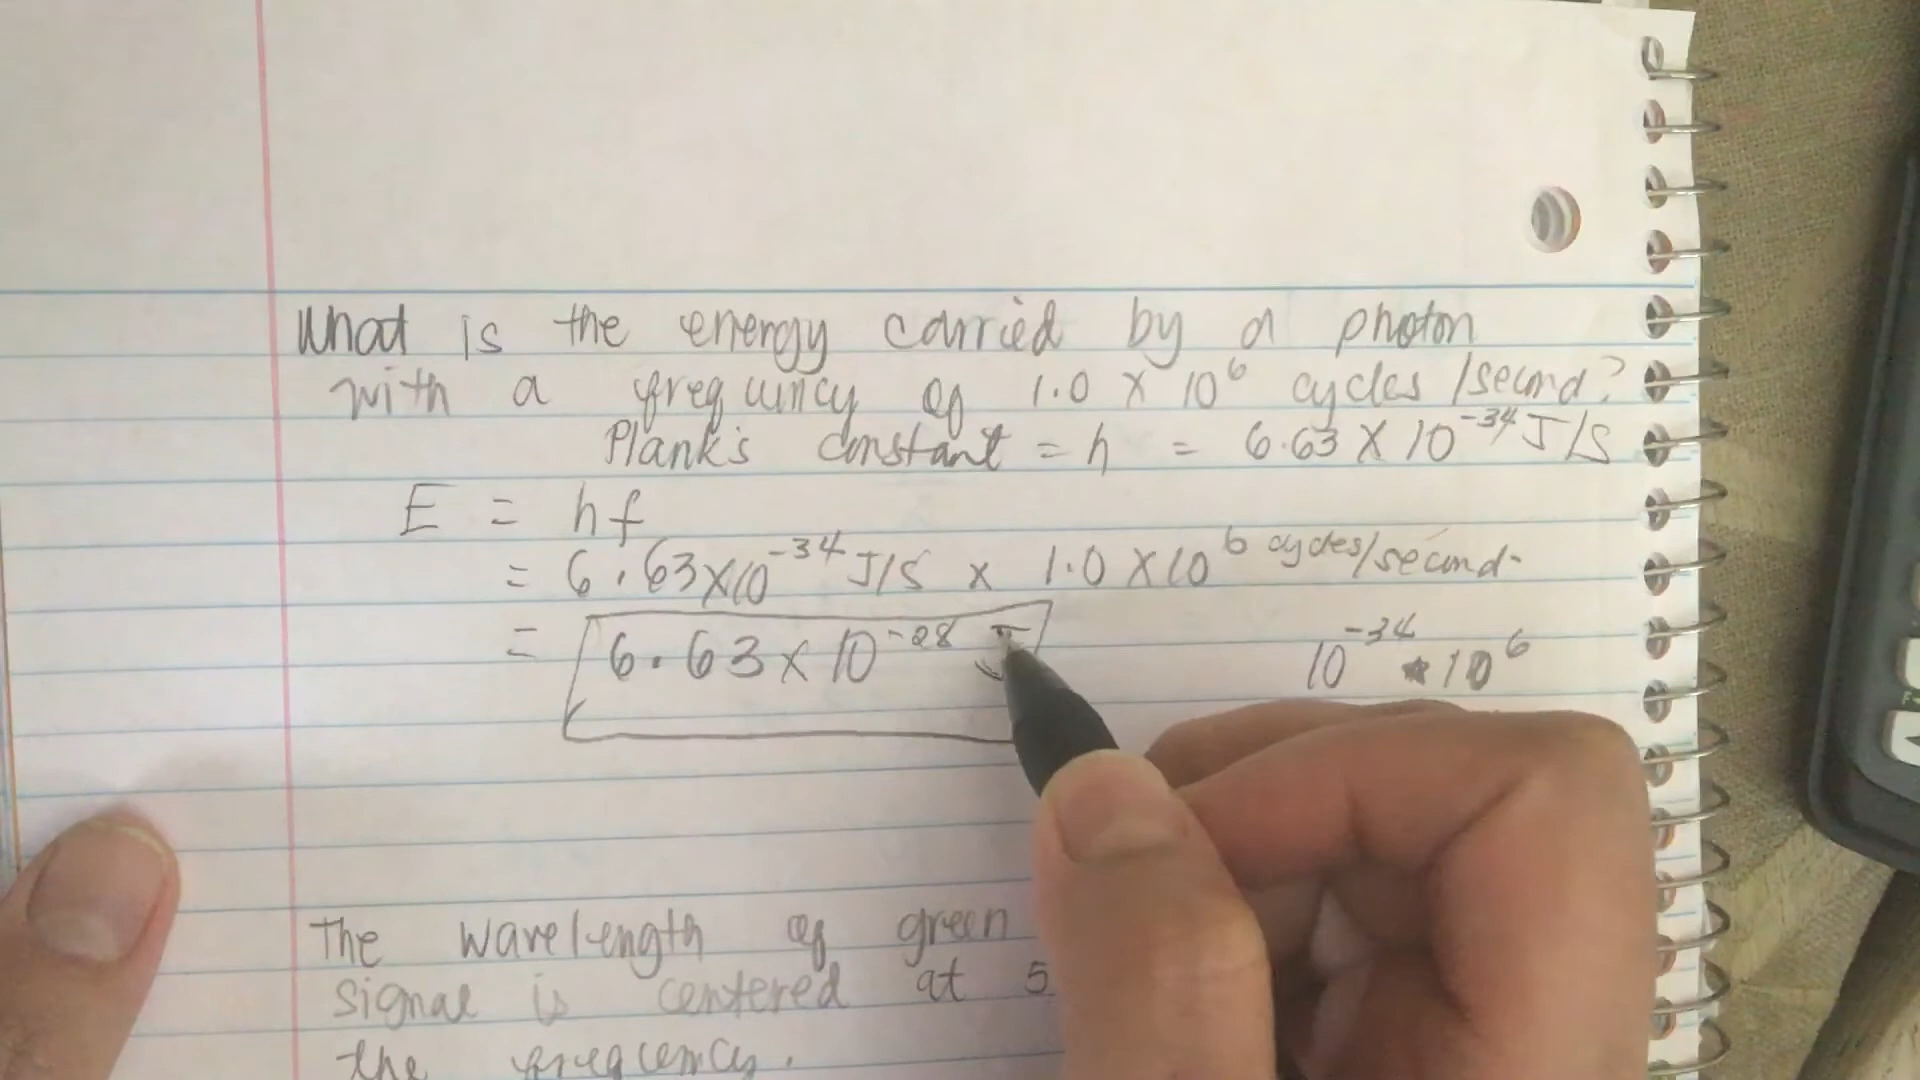 What is the energy carried by a photon
with a frequency of 1.0 X 10⁶ cycles /second?
Plank's constant = h = 6.63 X 10⁻³⁴ J/S
E = hf
= 6.63 x 10⁻³⁴ J/S x 1.0 X 10⁶ cycles/second.
= 6.63 x 10⁻²⁸ J
10⁻³⁴ * 10⁶
The wavelength of green
signal is centered at 5
the frequency.